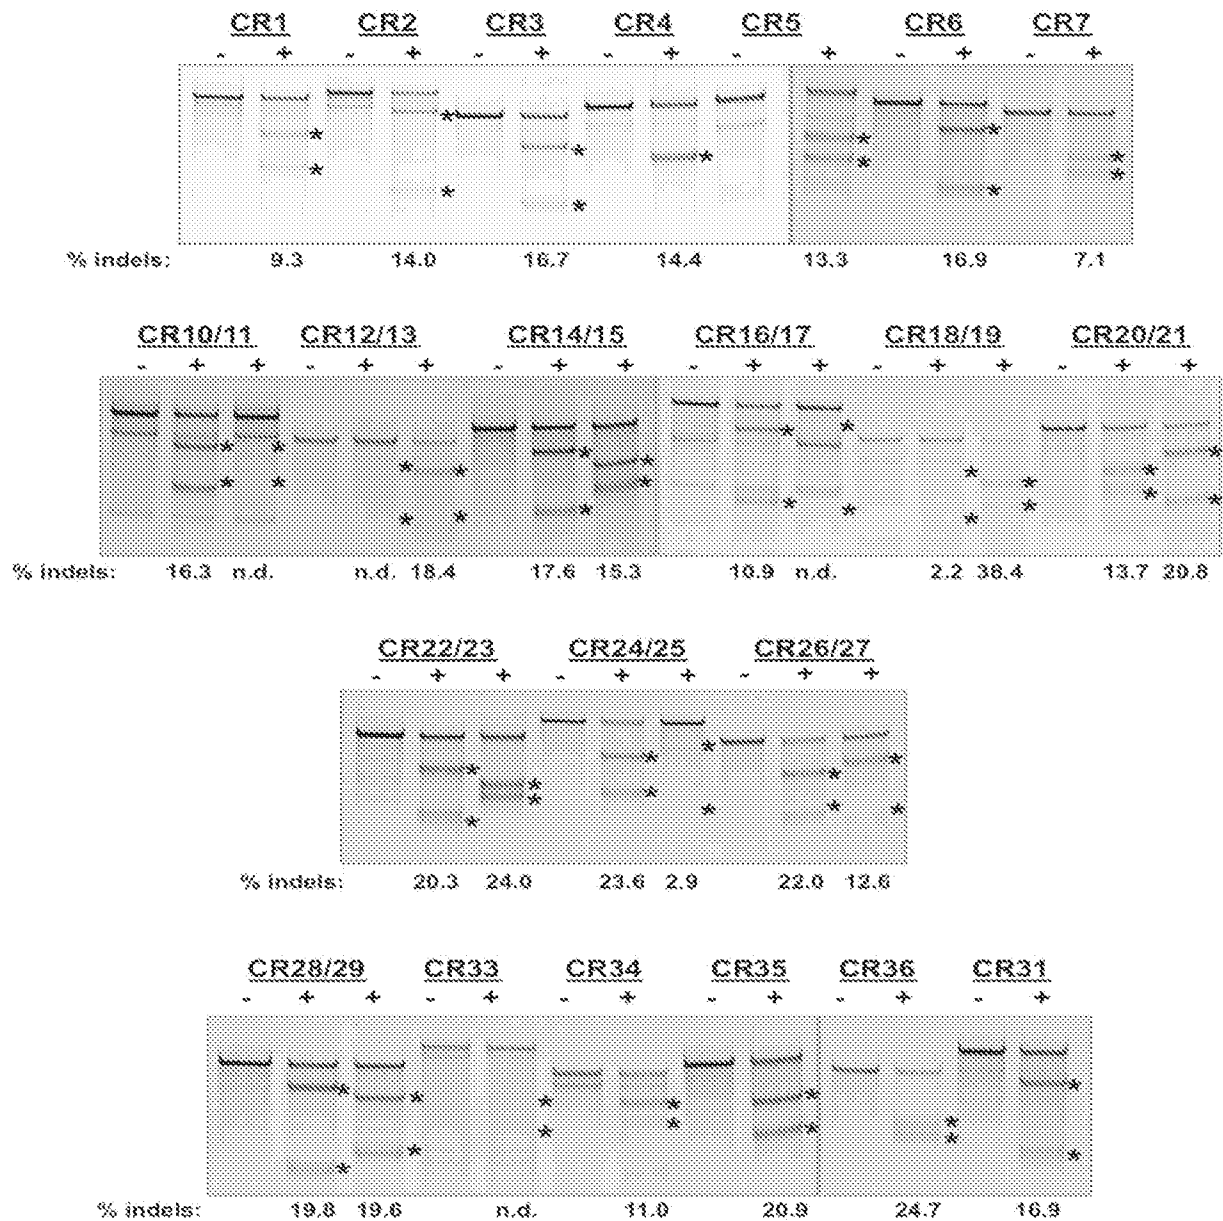 CR1 CR2 CR3 CR4 CR5 CR6 CR7
- + - + - + - + - + - + - +
* * * * * * * * * * * * *
% indels: 9.3 14.0 16.7 14.4 13.3 16.9 7.1
CR10/11 CR12/13 CR14/15 CR16/17 CR18/19 CR20/21
- + + - + + - + + - + + - + + - + +
* * * * * * * * * * * * * * * * * * * * * * * *
% indels: 16.3 n.d. n.d. 18.4 17.6 15.3 10.9 n.d. 2.2 38.4 13.7 29.8
CR22/23 CR24/25 CR26/27
- + + - + + - + +
* * * * * * * * * * * *
% indels: 20.3 24.0 23.6 2.9 22.0 12.6
CR28/29 CR33 CR34 CR35 CR36 CR31
- + + - + - + - + - + - +
* * * * * * * * * * * * * *
% indels: 19.8 19.6 n.d. 11.0 20.9 24.7 16.9